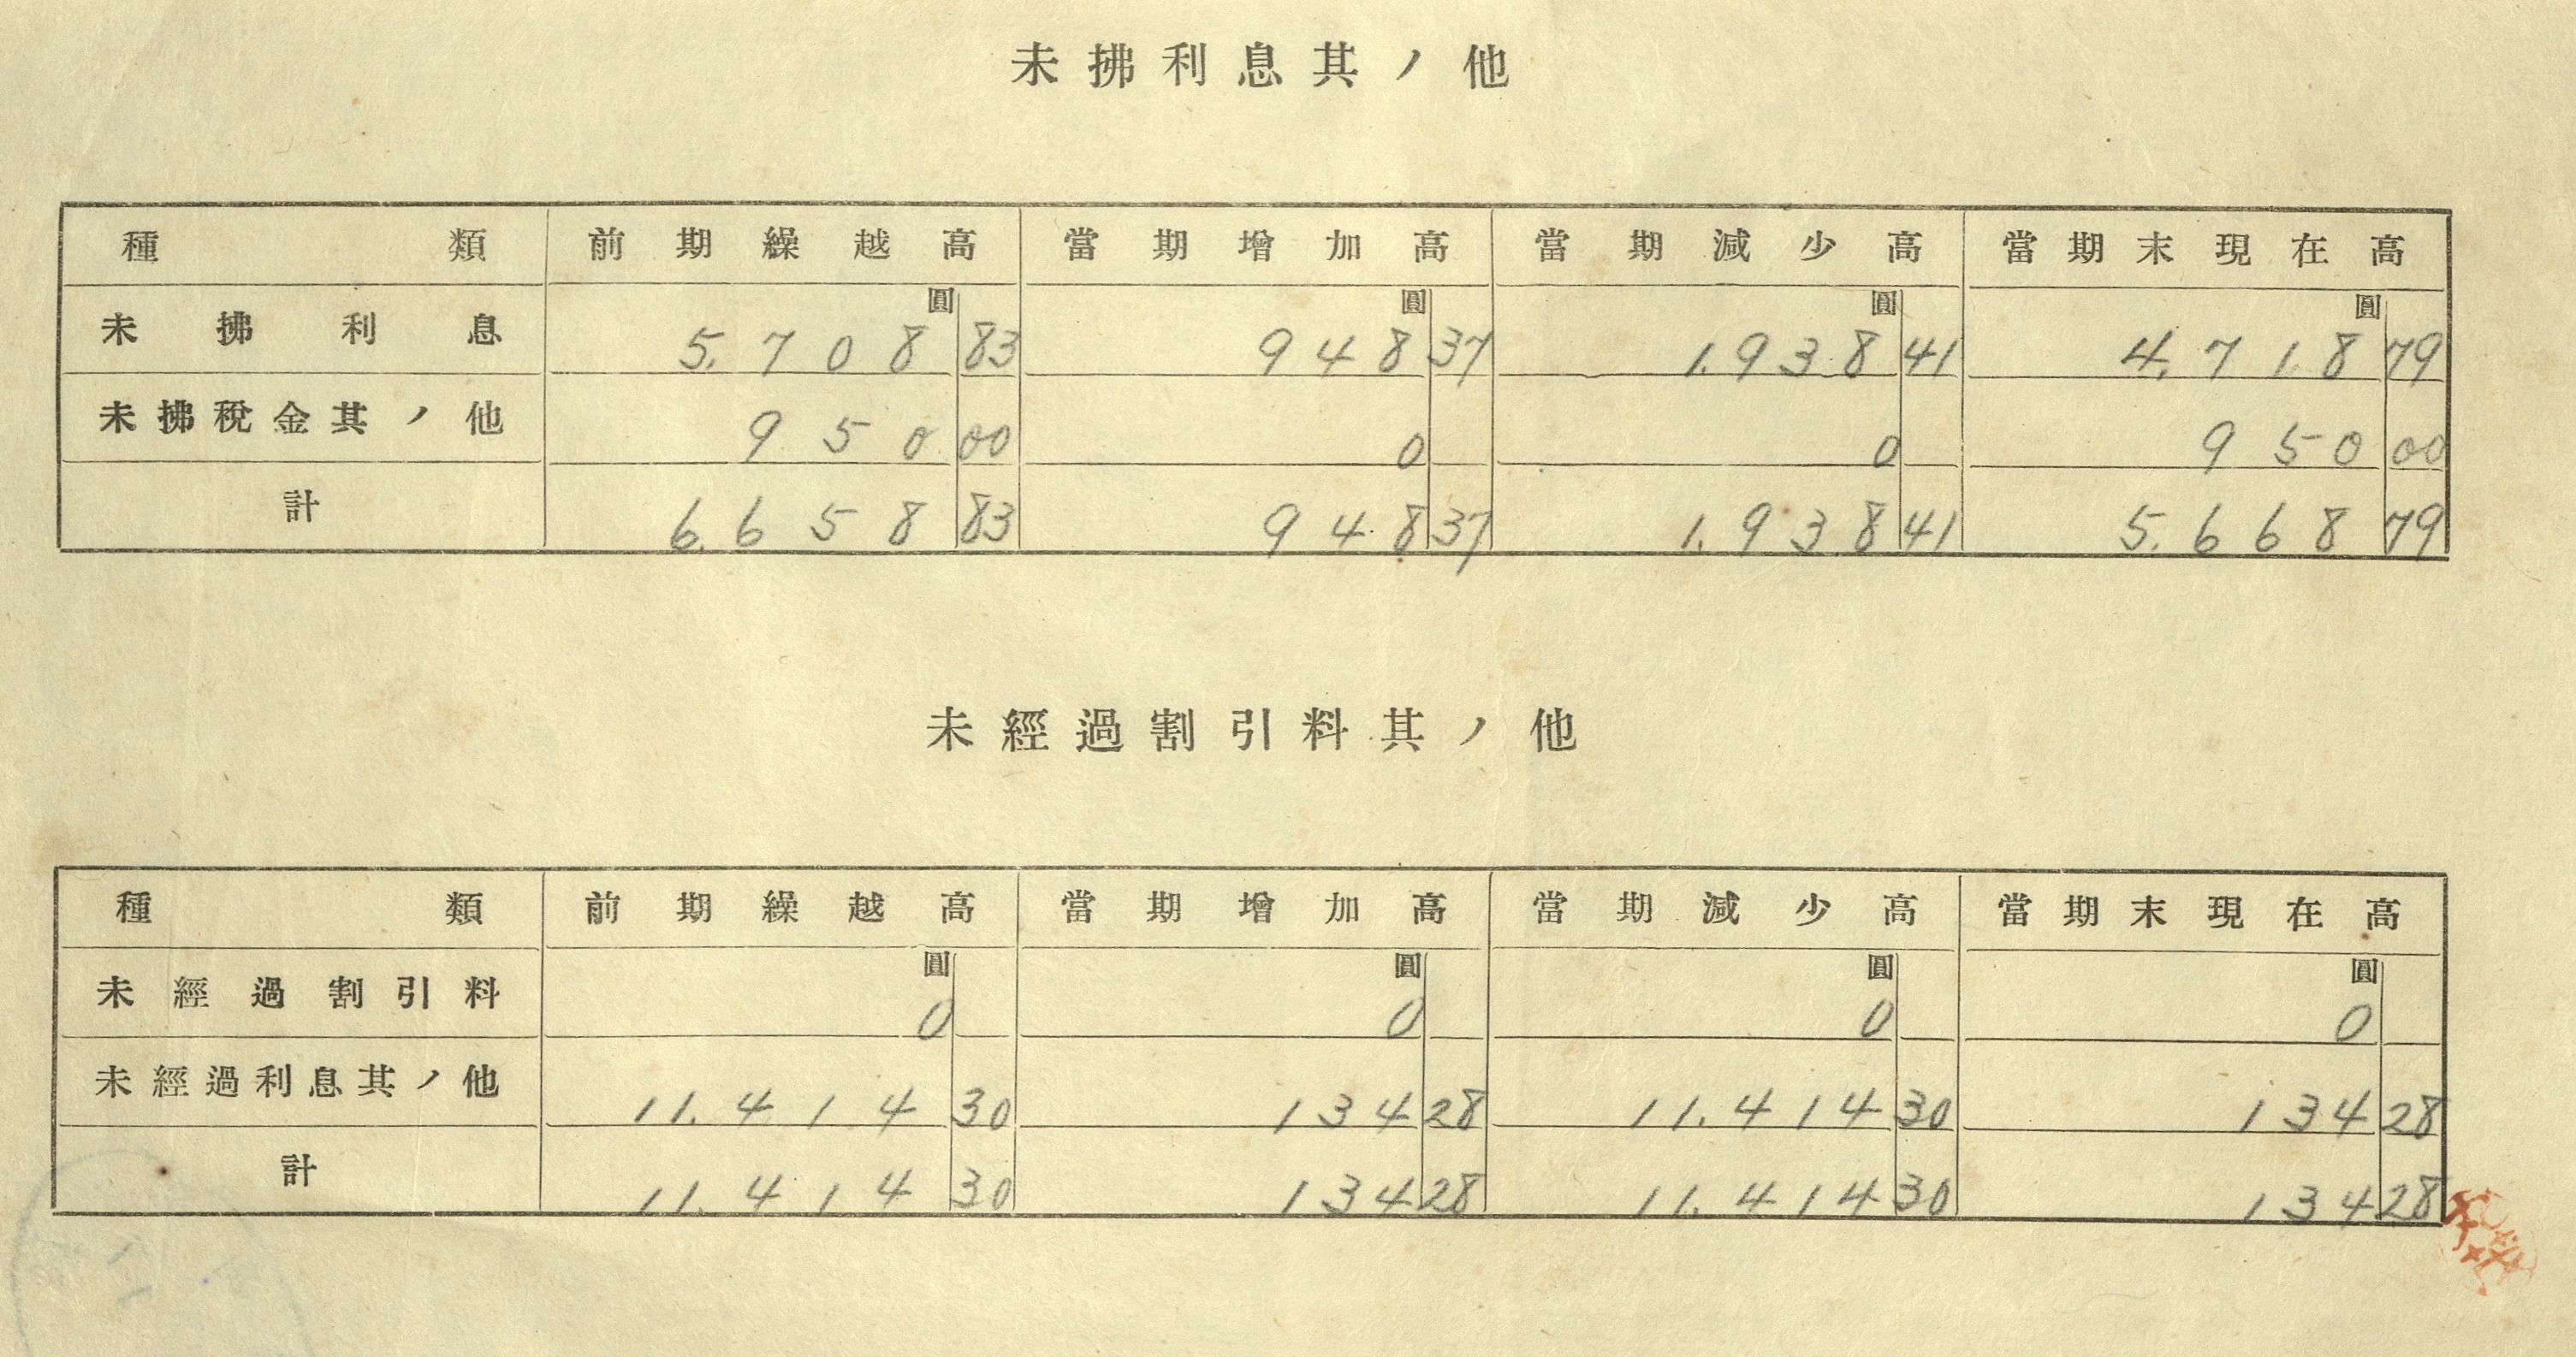 未拂利息其ノ他
種類 前期繰越高 當期增加高 當期減少高 當期末現在高
圓 圓 圓 圓
未拂利息 5.708 83 948 37 1.938 41 4.718 79
未拂稅金其ノ他 950 00 0 0 950 00
計 6.658 83 948 37 1.938 41 5.668 79
未經過割引料其ノ他
種類 前期繰越高 當期增加高 當期減少高 當期末現在高
圓 圓 圓 圓
未經過割引料 0 0 0 0
未經過利息其ノ他 11.414 30 134 28 11.414 30 134 28
計 11.414 30 134 28 11.414 30 134 28